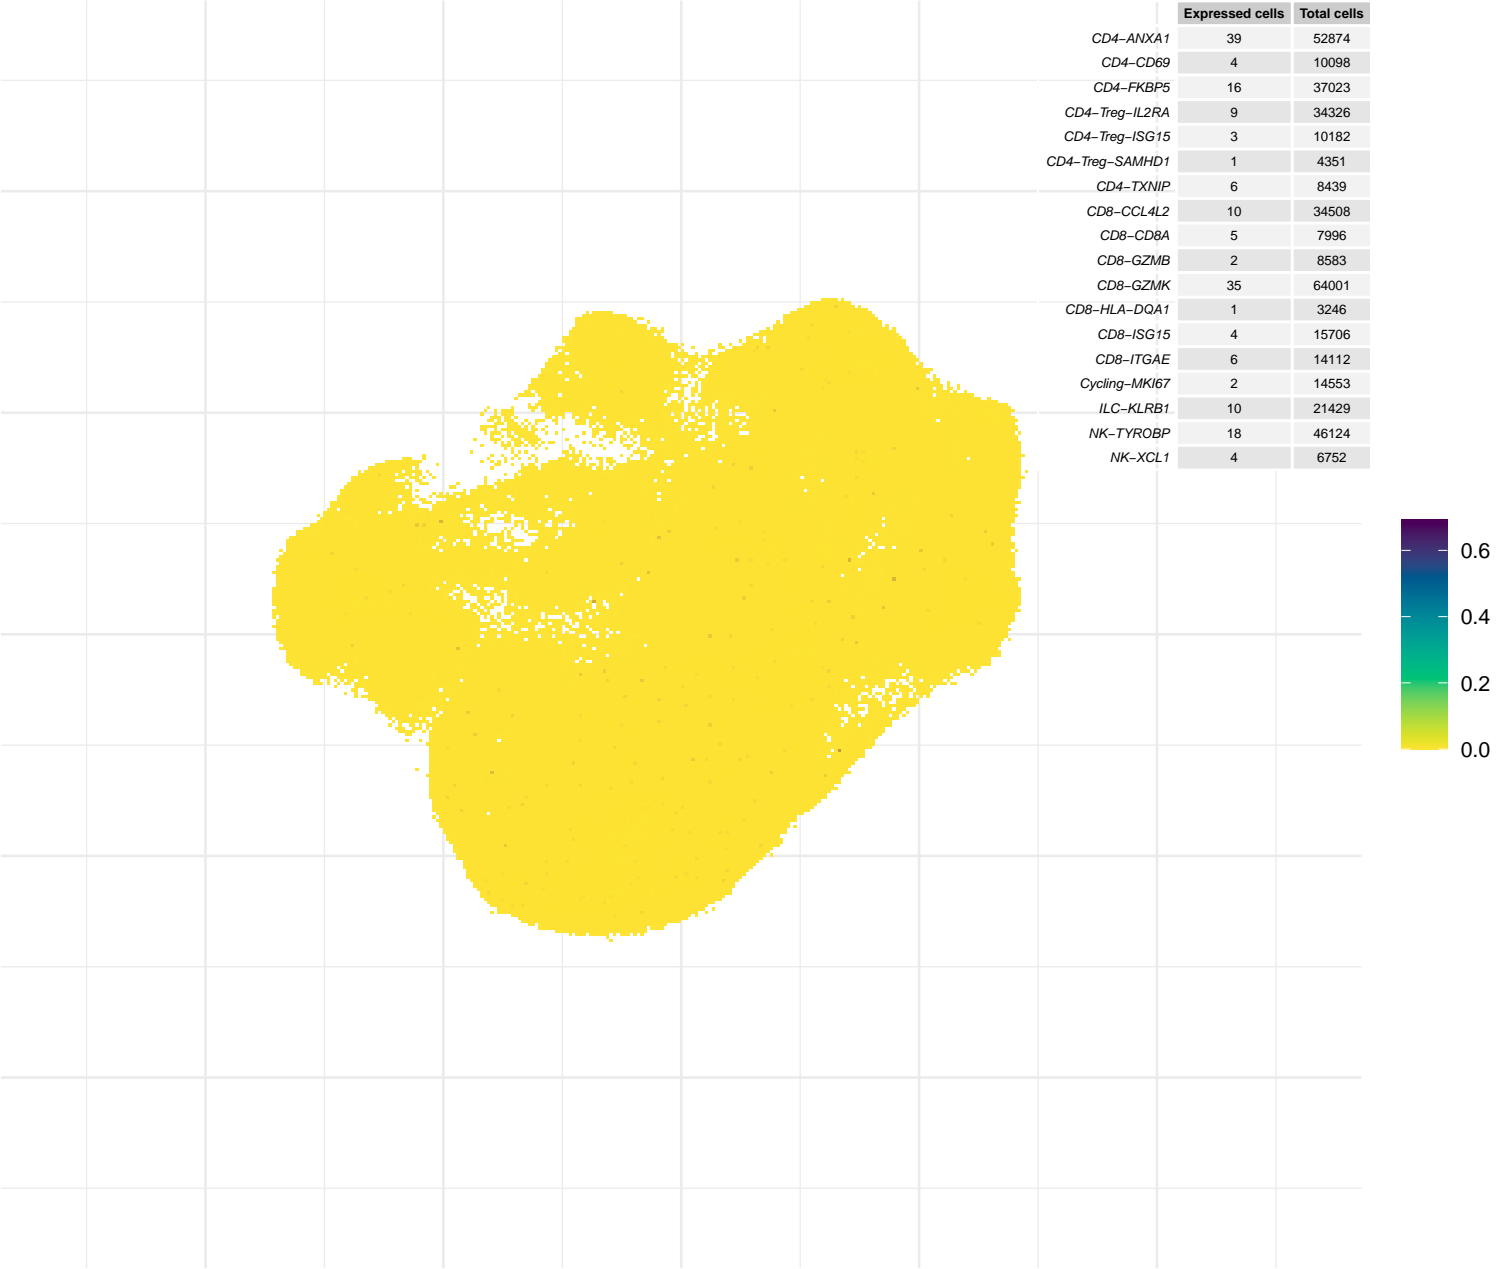 Expressed cells Total cells
CD4−ANXA1 39 52874
CD4−CD69 4 10098
CD4−FKBP5 16 37023
CD4−Treg−IL2RA 9 34326
CD4−Treg−ISG15 3 10182
CD4−Treg−SAMHD1 1 4351
CD4−TXNIP 6 8439
CD8−CCL4L2 10 34508
CD8−CD8A 5 7996
CD8−GZMB 2 8583
CD8−GZMK 35 64001
CD8−HLA−DQA1 1 3246
CD8−ISG15 4 15706
CD8−ITGAE 6 14112
Cycling−MKI67 2 14553
ILC−KLRB1 10 21429
NK−TYROBP 18 46124
NK−XCL1 4 6752
0.6
0.4
0.2
0.0